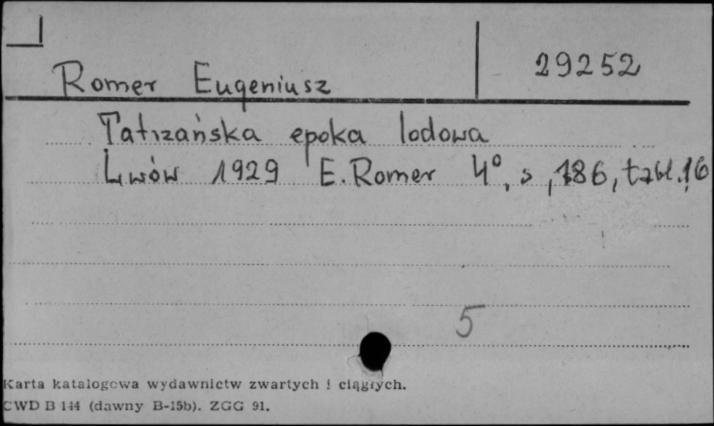 29252
Romer Eugeniusz
Tatrzańska epoka lodowa
Lwów 1929 E. Romer 4°, s, 186, tabl. 16
5
Karta katalogowa wydawnictw zwartych i ciągłych.
CWD B 144 (dawny B-15b). ZGG 91.